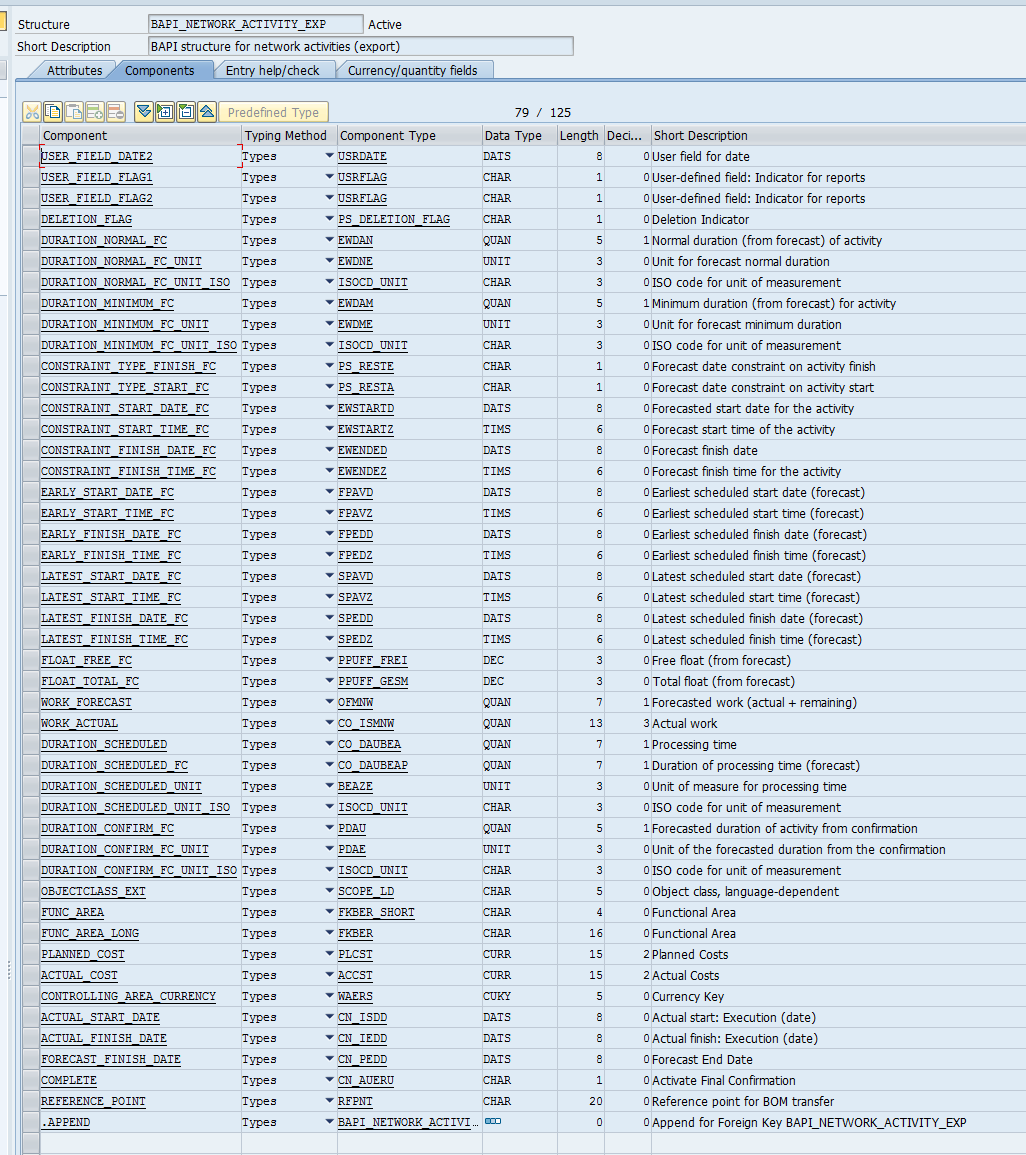 Structure BAPI_NETWORK_ACTIVITY_EXP Active
Short Description BAPI structure for network activities (export)
Attributes Components Entry help/check Currency/quantity fields
Predefined Type 79 / 125
Component Typing Method Component Type Data Type Length Deci... Short Description
USER_FIELD_DATE2 Types USRDATE DATS 8 0 User field for date
USER_FIELD_FLAG1 Types USRFLAG CHAR 1 0 User-defined field: Indicator for reports
USER_FIELD_FLAG2 Types USRFLAG CHAR 1 0 User-defined field: Indicator for reports
DELETION_FLAG Types PS_DELETION_FLAG CHAR 1 0 Deletion Indicator
DURATION_NORMAL_FC Types EWDAN QUAN 5 1 Normal duration (from forecast) of activity
DURATION_NORMAL_FC_UNIT Types EWDNE UNIT 3 0 Unit for forecast normal duration
DURATION_NORMAL_FC_UNIT_ISO Types ISOCD_UNIT CHAR 3 0 ISO code for unit of measurement
DURATION_MINIMUM_FC Types EWDAM QUAN 5 1 Minimum duration (from forecast) for activity
DURATION_MINIMUM_FC_UNIT Types EWDME UNIT 3 0 Unit for forecast minimum duration
DURATION_MINIMUM_FC_UNIT_ISO Types ISOCD_UNIT CHAR 3 0 ISO code for unit of measurement
CONSTRAINT_TYPE_FINISH_FC Types PS_RESTE CHAR 1 0 Forecast date constraint on activity finish
CONSTRAINT_TYPE_START_FC Types PS_RESTA CHAR 1 0 Forecast date constraint on activity start
CONSTRAINT_START_DATE_FC Types EWSTARTD DATS 8 0 Forecasted start date for the activity
CONSTRAINT_START_TIME_FC Types EWSTARTZ TIMS 6 0 Forecast start time of the activity
CONSTRAINT_FINISH_DATE_FC Types EWENDED DATS 8 0 Forecast finish date
CONSTRAINT_FINISH_TIME_FC Types EWENDEZ TIMS 6 0 Forecast finish time for the activity
EARLY_START_DATE_FC Types FPAVD DATS 8 0 Earliest scheduled start date (forecast)
EARLY_START_TIME_FC Types FPAVZ TIMS 6 0 Earliest scheduled start time (forecast)
EARLY_FINISH_DATE_FC Types FPEDD DATS 8 0 Earliest scheduled finish date (forecast)
EARLY_FINISH_TIME_FC Types FPEDZ TIMS 6 0 Earliest scheduled finish time (forecast)
LATEST_START_DATE_FC Types SPAVD DATS 8 0 Latest scheduled start date (forecast)
LATEST_START_TIME_FC Types SPAVZ TIMS 6 0 Latest scheduled start time (forecast)
LATEST_FINISH_DATE_FC Types SPEDD DATS 8 0 Latest scheduled finish date (forecast)
LATEST_FINISH_TIME_FC Types SPEDZ TIMS 6 0 Latest scheduled finish time (forecast)
FLOAT_FREE_FC Types PPUFF_FREI DEC 3 0 Free float (from forecast)
FLOAT_TOTAL_FC Types PPUFF_GESM DEC 3 0 Total float (from forecast)
WORK_FORECAST Types OFMNW QUAN 7 1 Forecasted work (actual + remaining)
WORK_ACTUAL Types CO_ISMNW QUAN 13 3 Actual work
DURATION_SCHEDULED Types CO_DAUBEA QUAN 7 1 Processing time
DURATION_SCHEDULED_FC Types CO_DAUBEAP QUAN 7 1 Duration of processing time (forecast)
DURATION_SCHEDULED_UNIT Types BEAZE UNIT 3 0 Unit of measure for processing time
DURATION_SCHEDULED_UNIT_ISO Types ISOCD_UNIT CHAR 3 0 ISO code for unit of measurement
DURATION_CONFIRM_FC Types PDAU QUAN 5 1 Forecasted duration of activity from confirmation
DURATION_CONFIRM_FC_UNIT Types PDAE UNIT 3 0 Unit of the forecasted duration from the confirmation
DURATION_CONFIRM_FC_UNIT_ISO Types ISOCD_UNIT CHAR 3 0 ISO code for unit of measurement
OBJECTCLASS_EXT Types SCOPE_LD CHAR 5 0 Object class, language-dependent
FUNC_AREA Types FKBER_SHORT CHAR 4 0 Functional Area
FUNC_AREA_LONG Types FKBER CHAR 16 0 Functional Area
PLANNED_COST Types PLCST CURR 15 2 Planned Costs
ACTUAL_COST Types ACCST CURR 15 2 Actual Costs
CONTROLLING_AREA_CURRENCY Types WAERS CUKY 5 0 Currency Key
ACTUAL_START_DATE Types CN_ISDD DATS 8 0 Actual start: Execution (date)
ACTUAL_FINISH_DATE Types CN_IEDD DATS 8 0 Actual finish: Execution (date)
FORECAST_FINISH_DATE Types CN_PEDD DATS 8 0 Forecast End Date
COMPLETE Types CN_AUERU CHAR 1 0 Activate Final Confirmation
REFERENCE_POINT Types RFPNT CHAR 20 0 Reference point for BOM transfer
.APPEND Types BAPI_NETWORK_ACTIVI... 0 0 Append for Foreign Key BAPI_NETWORK_ACTIVITY_EXP